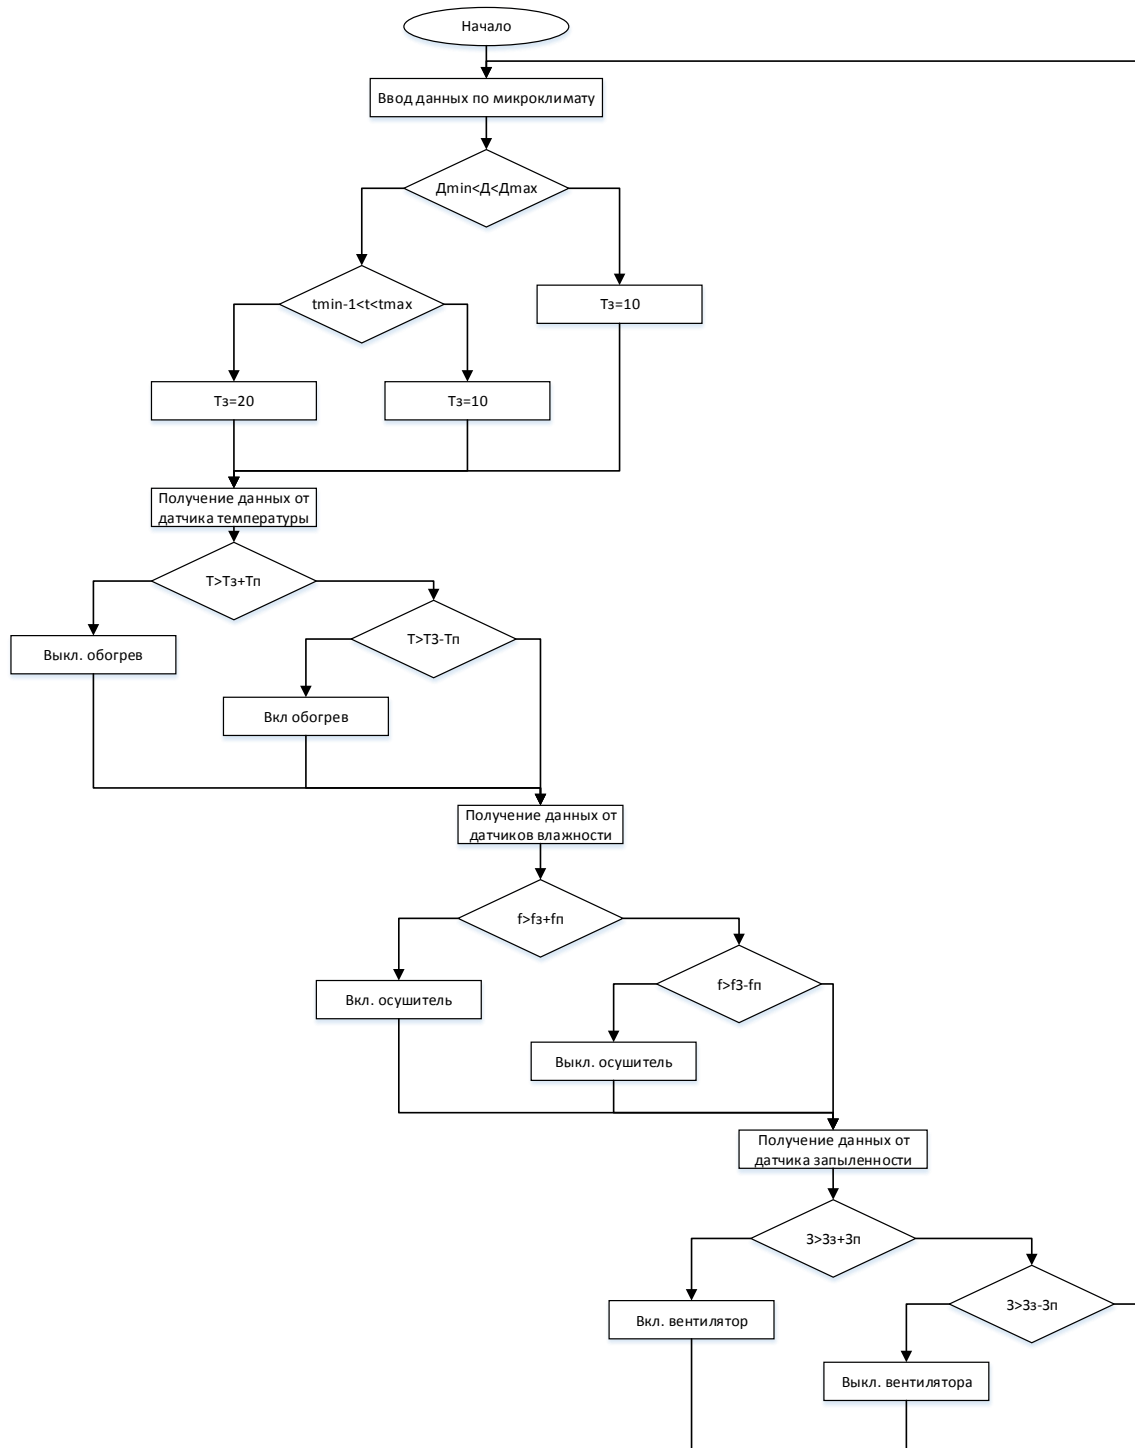 Начало
Ввод данных по микроклимату
Дmin<Д<Дmax
tmin-1<t<tmax
Тз=10
Тз=20
Тз=10
Получение данных от
датчика температуры
Т>Тз+Тп
Т>ТЗ-Тп
Выкл. обогрев
Вкл обогрев
Получение данных от
датчиков влажности
f>fз+fп
f>fЗ-fп
Вкл. осушитель
Выкл. осушитель
Получение данных от
датчика запыленности
З>Зз+Зп
З>Зз-Зп
Вкл. вентилятор
Выкл. вентилятора